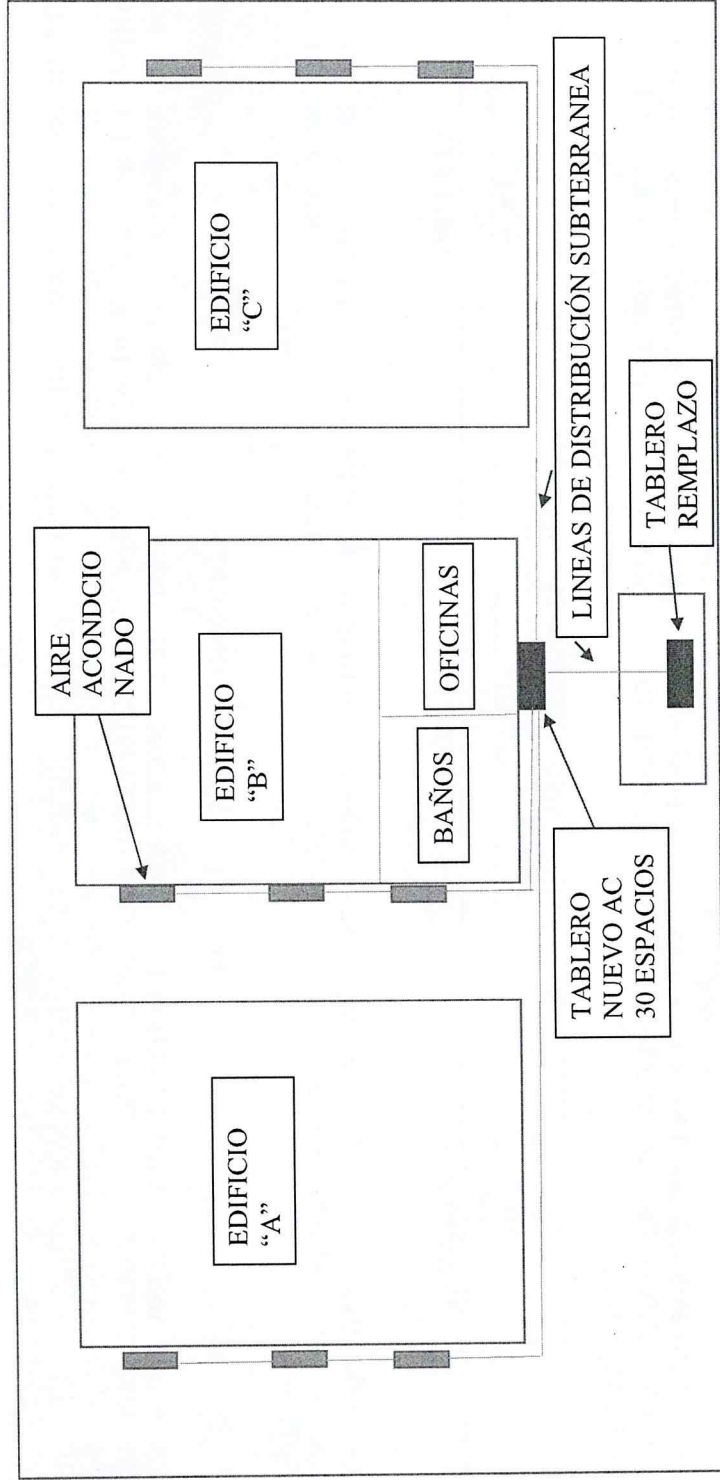 EDIFICIO
“A”
AIRE
ACONDCIO
NADO
EDIFICIO
“B”
BAÑOS
OFICINAS
EDIFICIO
“C”
TABLERO
NUEVO AC
30 ESPACIOS
LINEAS DE DISTRIBUCIÓN SUBTERRANEA
TABLERO
REMPLAZO